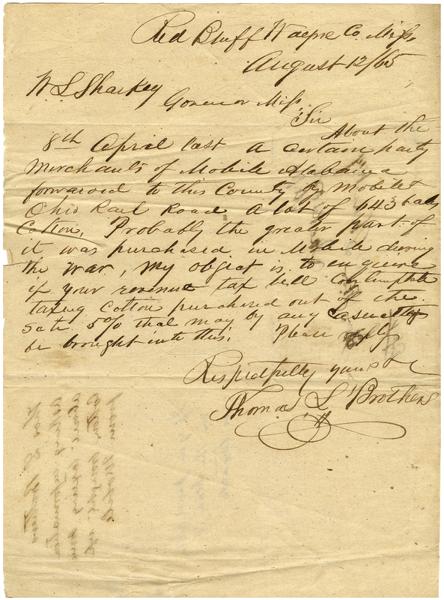 Red Bluff Wayne Co. Miss.
August 12/65
W. L. Sharkey
Govenor Miss.
Sir
About the
8th April last a certain party
Merchants of Mobile Alabama
forwarded to this County by Mobile &
Ohio Rail Road a lot of 643 bales
Cotton, Probably the greater part of
it was purchased in Mobile during
the war, My object is to enquire
if your revenue tax bill contemplate
taxing cotton purchased out of the
State 5% that may by any casuelty
be brought into this. Please reply
Respectfully yours
Thomas L Brothers